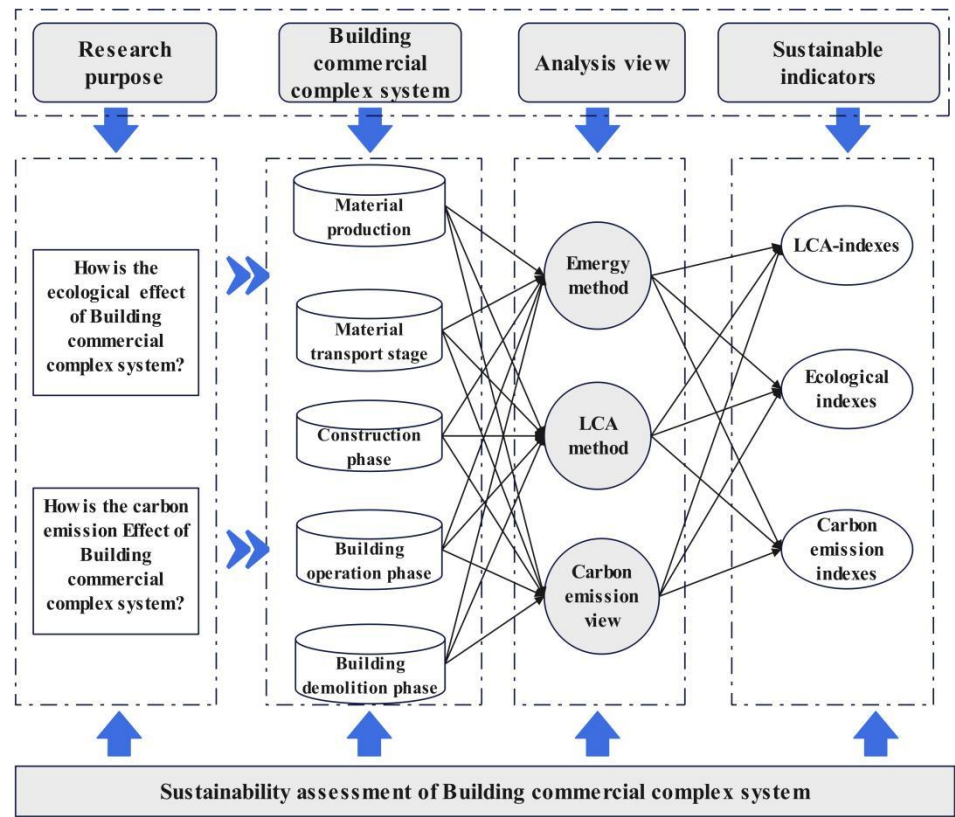 Research
purpose
Building
commercial
complex system
Analysis view
Sustainable
indicators
How is the
ecological effect
of Building
commercial
complex system?
How is the carbon
emission Effect of
Building
commercial
complex system?
Material
production
Material
transport stage
Construction
phase
Building
operation phase
Building
demolition phase
Emergy
method
LCA
method
Carbon
emission
view
LCA-indexes
Ecological
indexes
Carbon
emission
indexes
Sustainability assessment of Building commercial complex system